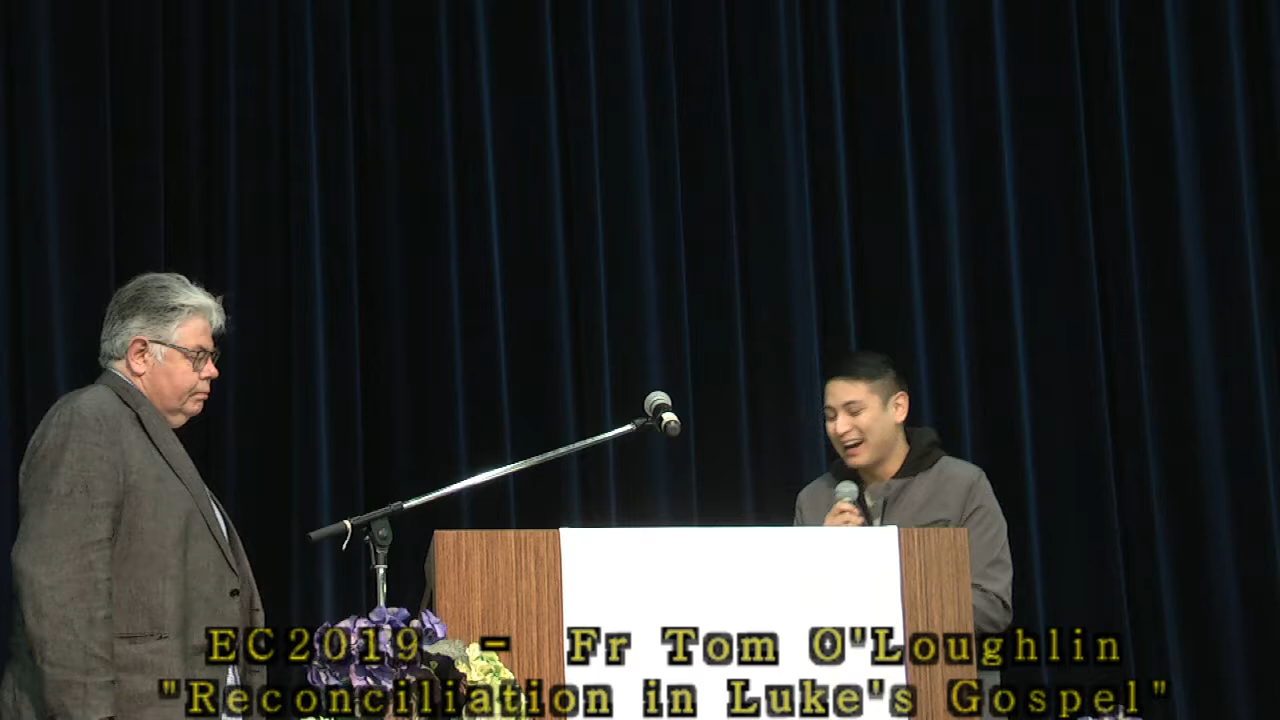 EC2019 - Fr Tom O'Loughlin
"Reconciliation in Luke's Gospel"